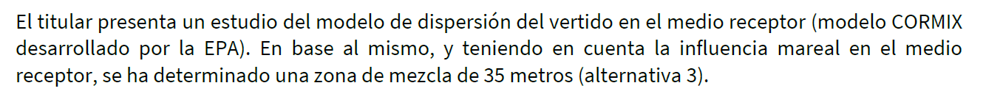 El titular presenta un estudio del modelo de dispersión del vertido en el medio receptor (modelo CORMIX
desarrollado por la EPA). En base al mismo, y teniendo en cuenta la influencia mareal en el medio
receptor, se ha determinado una zona de mezcla de 35 metros (alternativa 3).